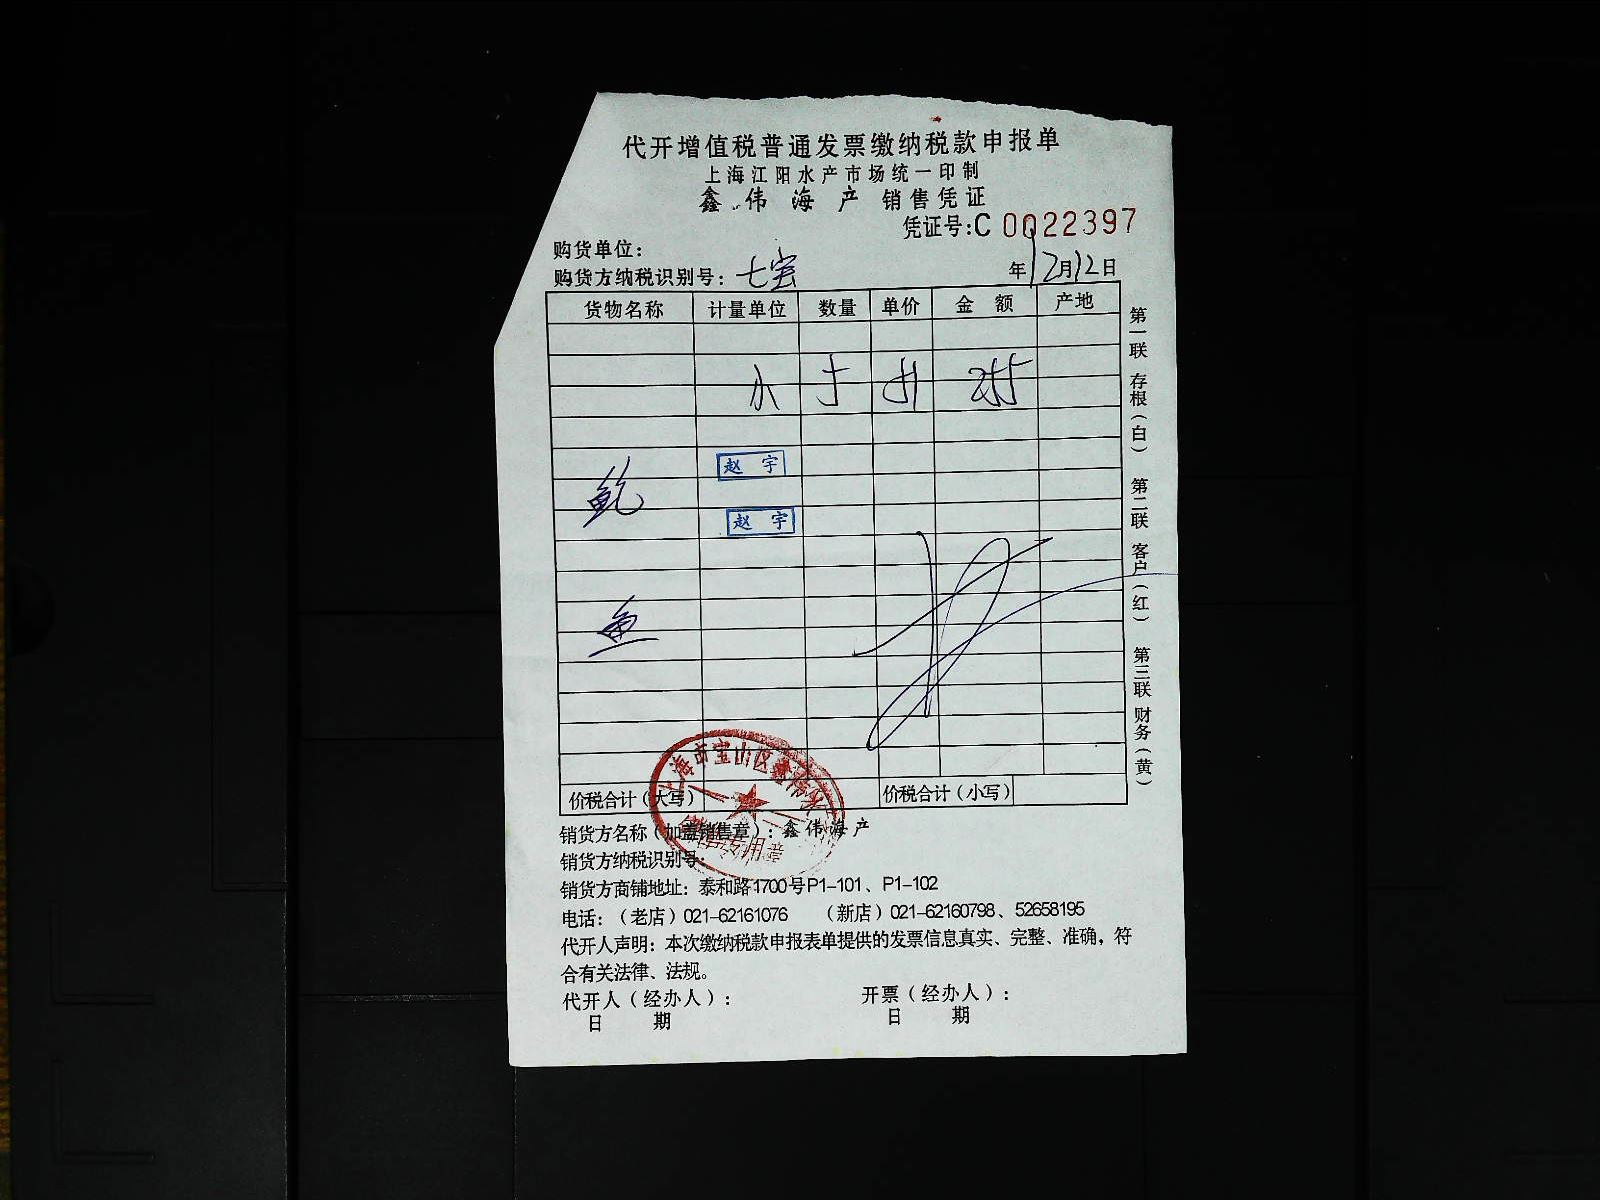 代开增值税普通发票缴纳税款申报单
上海江阳水产市场统一印制
鑫伟海产 销售凭证
凭证号:C 0022397
购货单位:
购货方纳税识别号: 七宝 年12月12日
货物名称 计量单位 数量 单价 金额 产地
赵宇
赵宇
鱼
价税合计(大写) 价税合计(小写)
销货方名称(加盖销售章): 鑫伟海产
销货方纳税识别号:
销货方商铺地址: 泰和路1700号P1-101、P1-102
电话:(老店)021-62161076 (新店)021-62160798、52658195
代开人声明: 本次缴纳税款申报表单提供的发票信息真实、完整、准确, 符
合有关法律、法规。
代开人(经办人): 开票(经办人):
日期 日期
第一联 存根(白) 第二联 客户(红) 第三联 财务(黄)